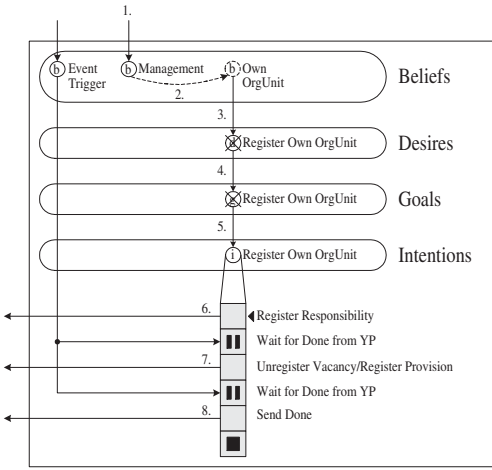 1.
b Event
Trigger
b Management
b Own
OrgUnit
Beliefs
2.
3.
d Register Own OrgUnit
Desires
4.
g Register Own OrgUnit
Goals
5.
i Register Own OrgUnit
Intentions
6.
Register Responsibility
Wait for Done from YP
7.
Unregister Vacancy/Register Provision
Wait for Done from YP
8.
Send Done